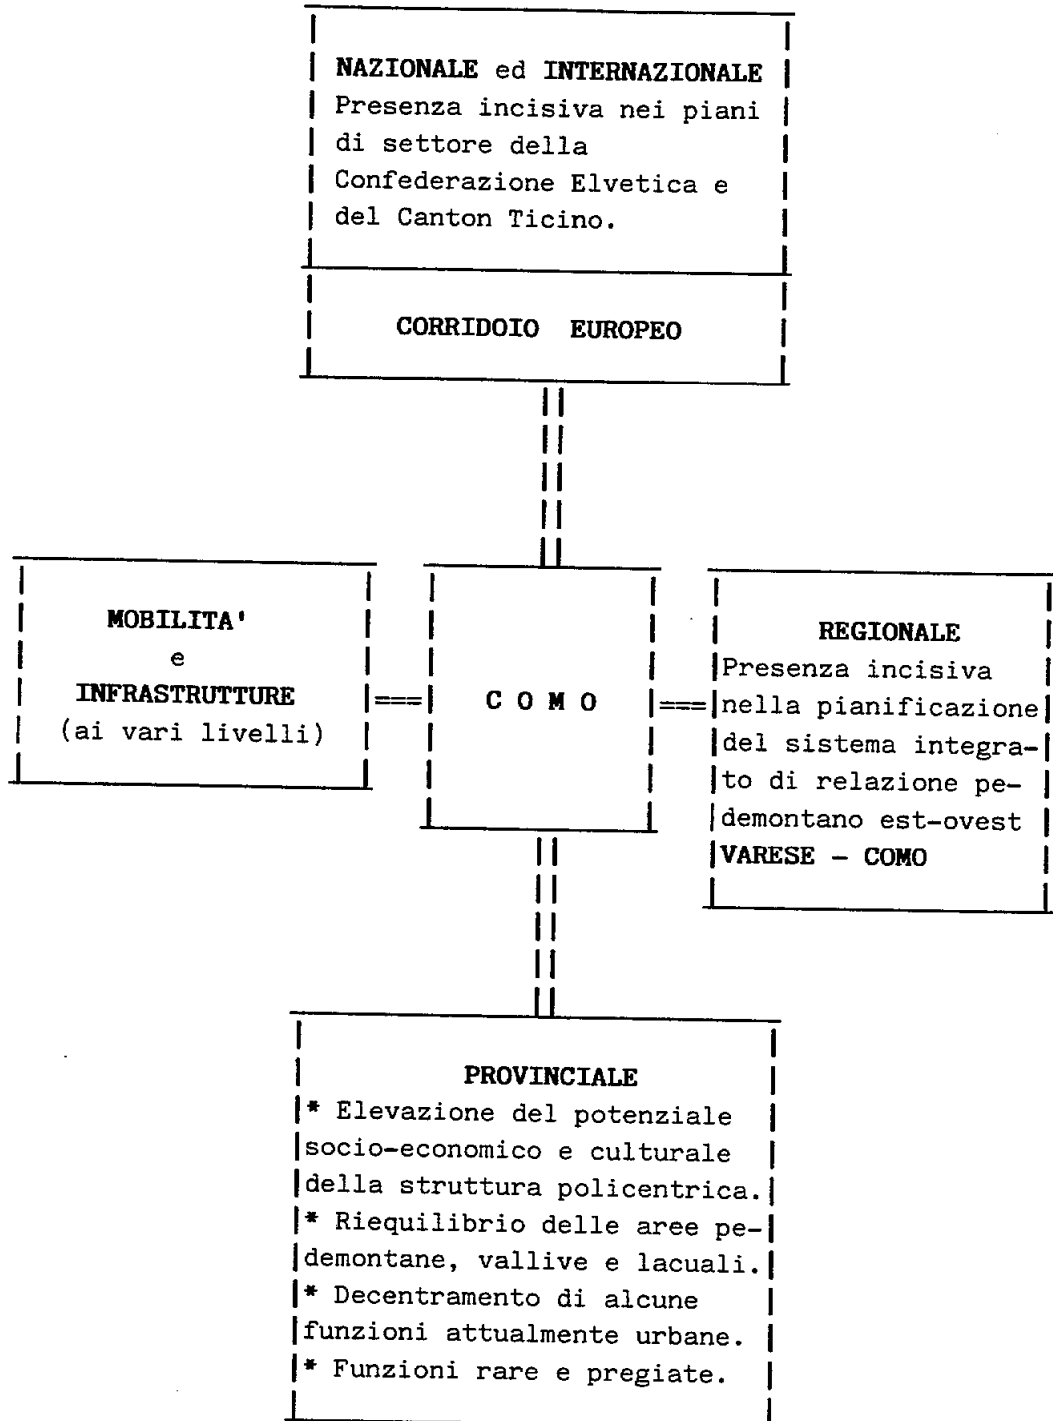 NAZIONALE ed INTERNAZIONALE
Presenza incisiva nei piani
di settore della
Confederazione Elvetica e
del Canton Ticino.
CORRIDOIO EUROPEO
MOBILITA'
e
INFRASTRUTTURE
(ai vari livelli)
===
C O M O
===
REGIONALE
Presenza incisiva
nella pianificazione
del sistema integra-
to di relazione pe-
demontano est-ovest
VARESE - COMO
PROVINCIALE
* Elevazione del potenziale
socio-economico e culturale
della struttura policentrica.
* Riequilibrio delle aree pe-
demontane, vallive e lacuali.
* Decentramento di alcune
funzioni attualmente urbane.
* Funzioni rare e pregiate.